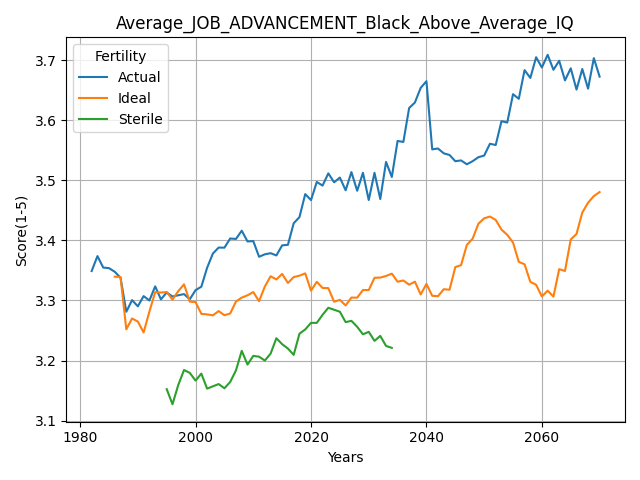 Average_JOB_ADVANCEMENT_Black_Above_Average_IQ
Fertility
Actual
Ideal
Sterile
3.7
3.6
3.5
3.4
3.3
3.2
3.1
Score(1-5)
1980
2000
2020
2040
2060
Years